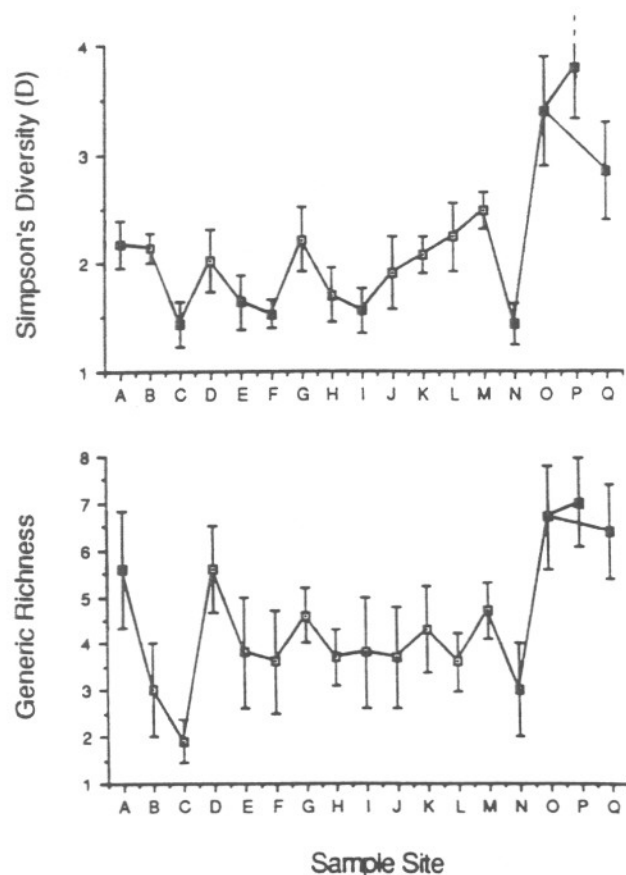 Simpson's Diversity (D)
4
3
2
1
A B C D E F G H I J K L M N O P Q
Generic Richness
8
7
6
5
4
3
2
1
A B C D E F G H I J K L M N O P Q
Sample Site